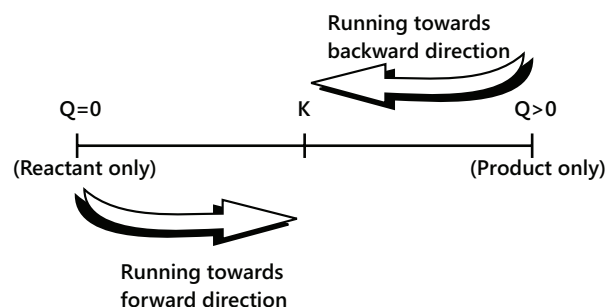 Running towards
backward direction
Q=0
K
Q>0
(Reactant only)
(Product only)
Running towards
forward direction